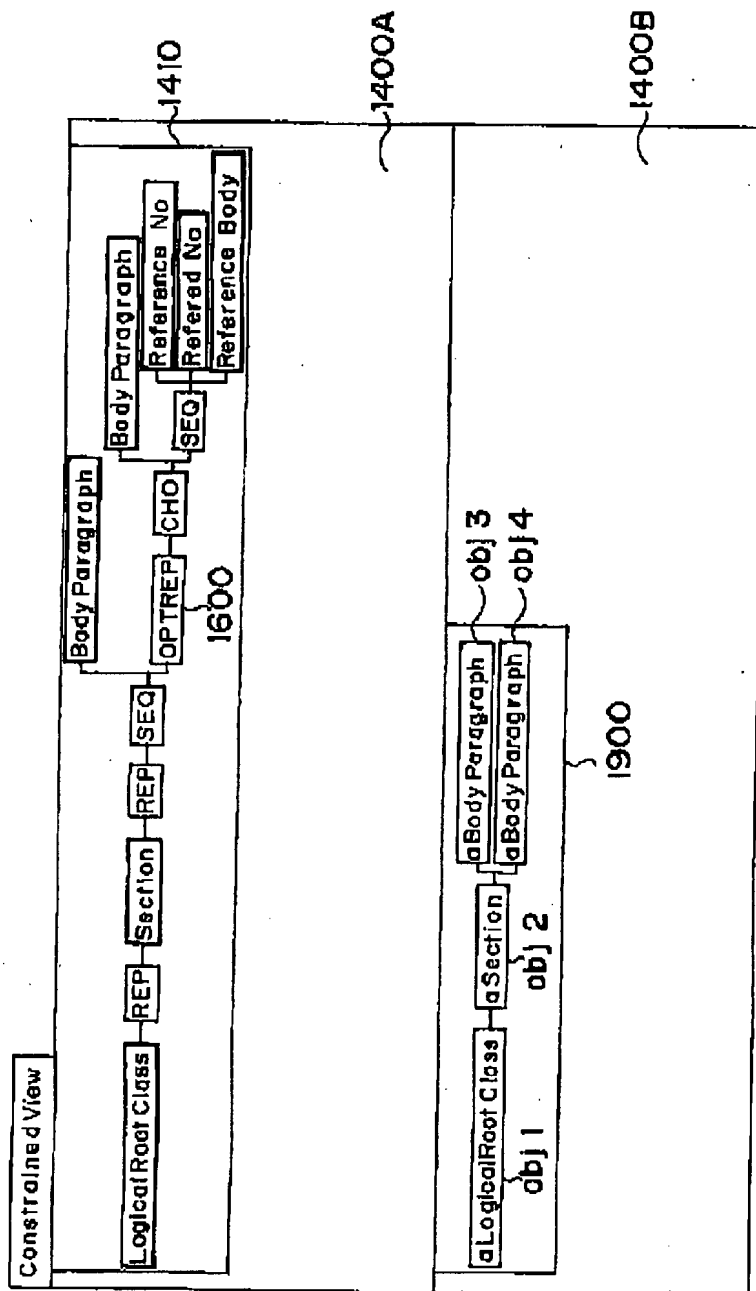 Constrained View
Logical Root Class
REP
Section
REP
SEQ
Body Paragraph
OPTREP
1600
CHO
Body Paragraph
SEQ
Reference No
Refered No
Reference Body
1410
1400A
aLogicalRoot Class
obj 1
aSection
obj 2
aBody Paragraph
obj 3
aBody Paragraph
obj 4
1900
1400B